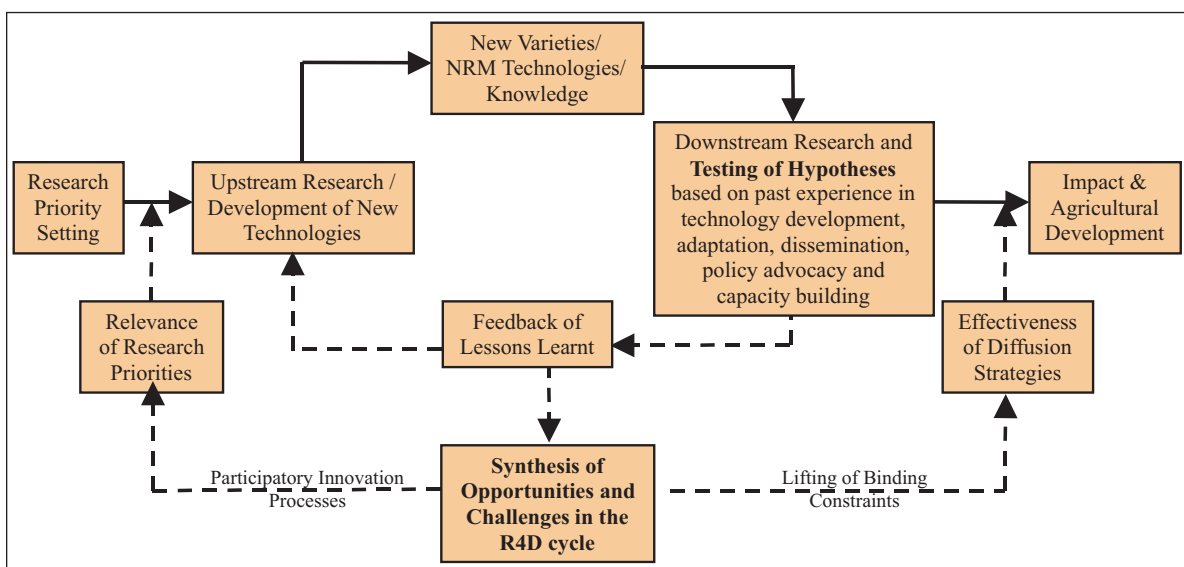 New Varieties/
NRM Technologies/
Knowledge
Research
Priority
Setting
Upstream Research /
Development of New
Technologies
Downstream Research and
Testing of Hypotheses
based on past experience in
technology development,
adaptation, dissemination,
policy advocacy and
capacity building
Impact &
Agricultural
Development
Relevance
of Research
Priorities
Feedback of
Lessons Learnt
Effectiveness
of Diffusion
Strategies
Participatory Innovation
Processes
Synthesis of
Opportunities and
Challenges in the
R4D cycle
Lifting of Binding
Constraints